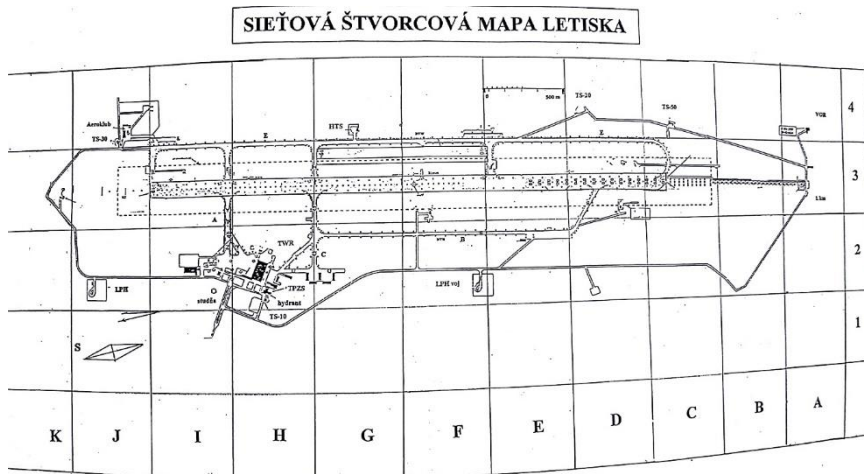 SIEŤOVÁ ŠTVORCOVÁ MAPA LETISKA
TS-20
TS-50
4
0
500 m
VOR
Aeroklub
HTS
TS-30
E
E
3
A
TWR
B
C
2
LPH
O
studňa
TPZS
hydrant
TS-10
LPH voj
1
S
K
J
I
H
G
F
E
D
C
B
A